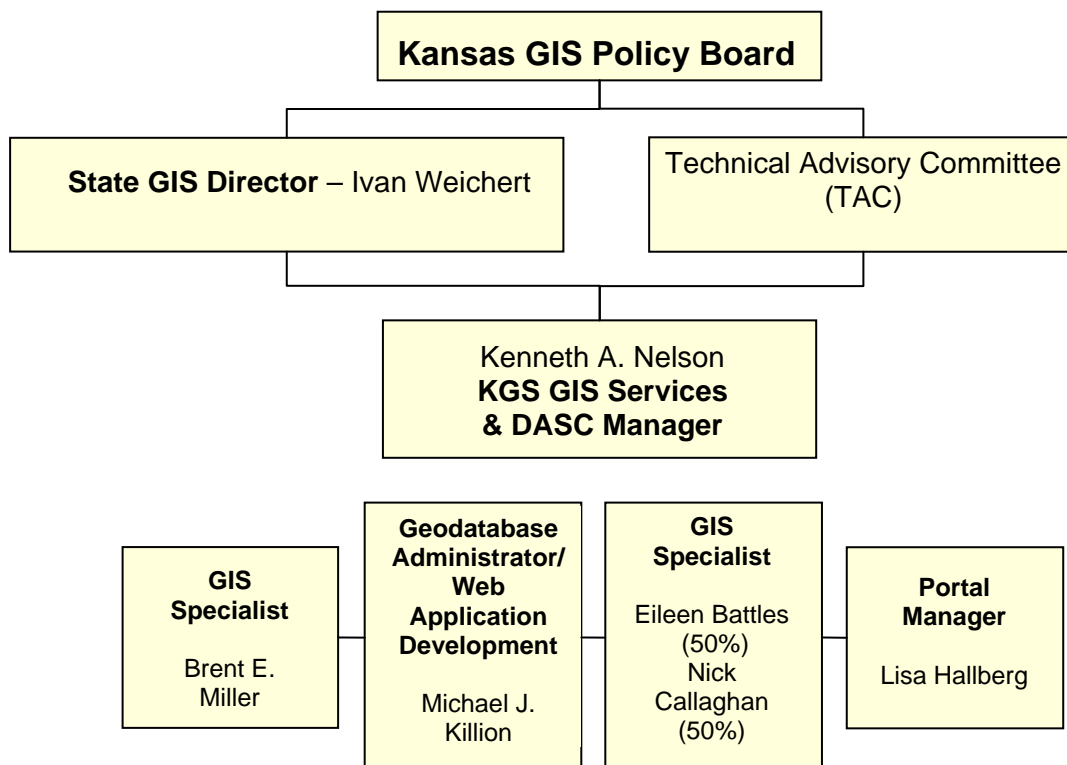 Kansas GIS Policy Board
State GIS Director – Ivan Weichert
Technical Advisory Committee
(TAC)
Kenneth A. Nelson
KGS GIS Services
& DASC Manager
GIS
Specialist
Brent E.
Miller
Geodatabase
Administrator/
Web
Application
Development
Michael J.
Killion
GIS
Specialist
Eileen Battles
(50%)
Nick
Callaghan
(50%)
Portal
Manager
Lisa Hallberg